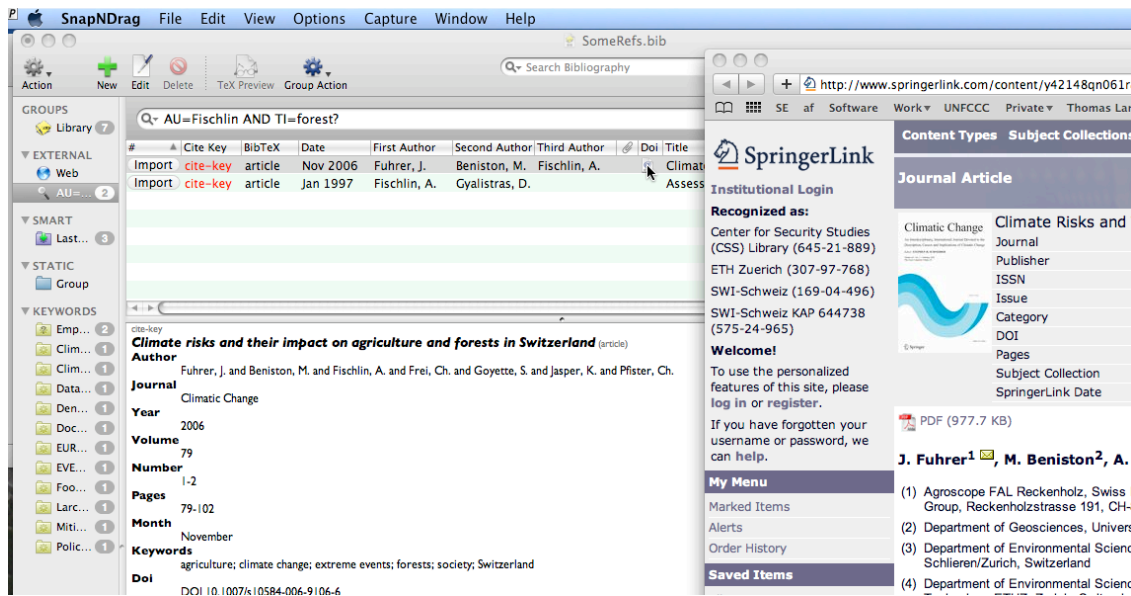 P SnapNDrag File Edit View Options Capture Window Help
SomeRefs.bib
Action New Edit Delete TeX Preview Group Action
Search Bibliography
GROUPS
Library 7
EXTERNAL
Web
AU=... 2
SMART
Last... 3
STATIC
Group
KEYWORDS
Emp... 2
Clim... 1
Clim... 1
Data... 1
Den... 1
Doc... 1
EUR... 1
EVE... 1
Foo... 1
Larc... 1
Miti... 1
Polic... 1
AU=Fischlin AND TI=forest?
# Cite Key BibTeX Date First Author Second Author Third Author Doi Title
Import cite-key article Nov 2006 Fuhrer, J. Beniston, M. Fischlin, A. Climat
Import cite-key article Jan 1997 Fischlin, A. Gyalistras, D. Assess
cite-key
Climate risks and their impact on agriculture and forests in Switzerland (article)
Author
Fuhrer, J. and Beniston, M. and Fischlin, A. and Frei, Ch. and Goyette, S. and Jasper, K. and Pfister, Ch.
Journal
Climatic Change
Year
2006
Volume
79
Number
1-2
Pages
79-102
Month
November
Keywords
agriculture; climate change; extreme events; forests; society; Switzerland
Doi
DOI 10.1007/s10584-006-9106-6
http://www.springerlink.com/content/y42148qn061r
SE af Software Work UNFCCC Private Thomas Lar
SpringerLink
Institutional Login
Recognized as:
Center for Security Studies
(CSS) Library (645-21-889)
ETH Zuerich (307-97-768)
SWI-Schweiz (169-04-496)
SWI-Schweiz KAP 644738
(575-24-965)
Welcome!
To use the personalized
features of this site, please
log in or register.
If you have forgotten your
username or password, we
can help.
My Menu
Marked Items
Alerts
Order History
Saved Items
Content Types Subject Collections
Journal Article
Climatic Change
Springer
Climate Risks and
Journal
Publisher
ISSN
Issue
Category
DOI
Pages
Subject Collection
SpringerLink Date
PDF (977.7 KB)
J. Fuhrer1, M. Beniston2, A.
(1) Agroscope FAL Reckenholz, Swiss
Group, Reckenholzstrasse 191, CH-
(2) Department of Geosciences, Univers
(3) Department of Environmental Scienc
Schlieren/Zurich, Switzerland
(4) Department of Environmental Scienc